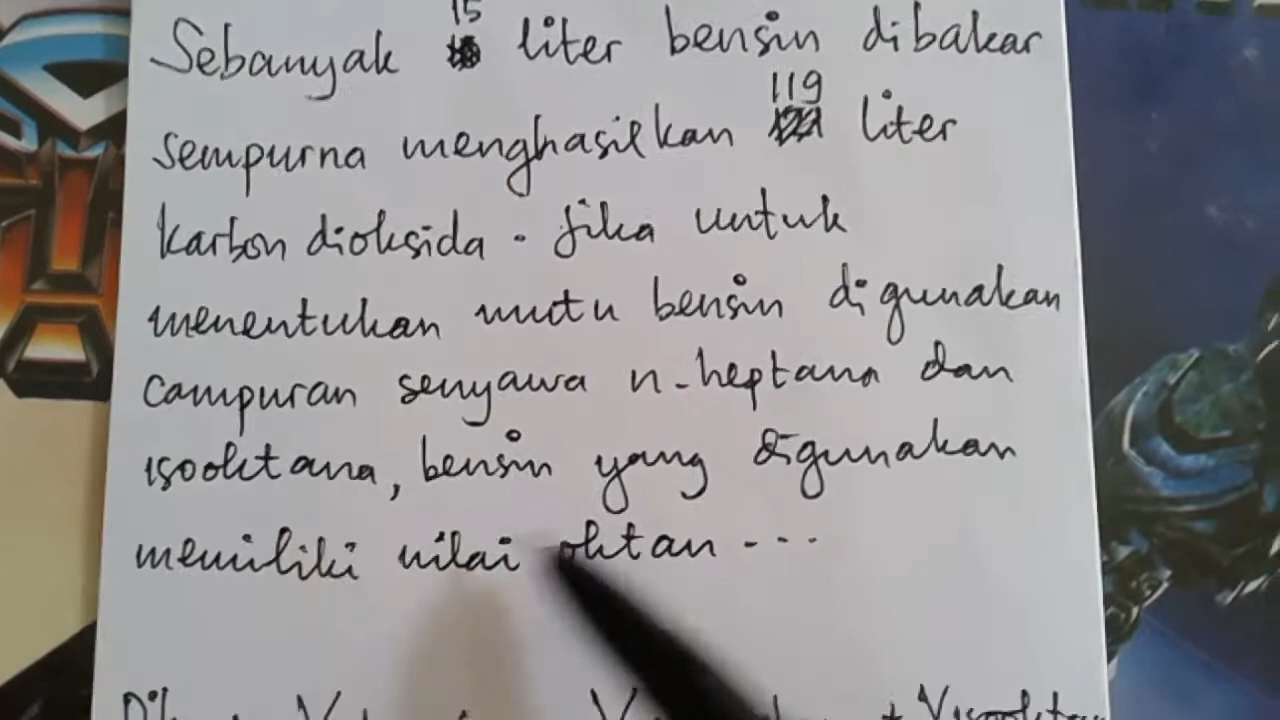 Sebanyak 15 liter bensin dibakar
sempurna menghasilkan 119 liter
karbon dioksida. Jika untuk
menentukan mutu bensin digunakan
campuran senyawa n-heptana dan
isooktana, bensin yang digunakan
memiliki nilai oktan ---